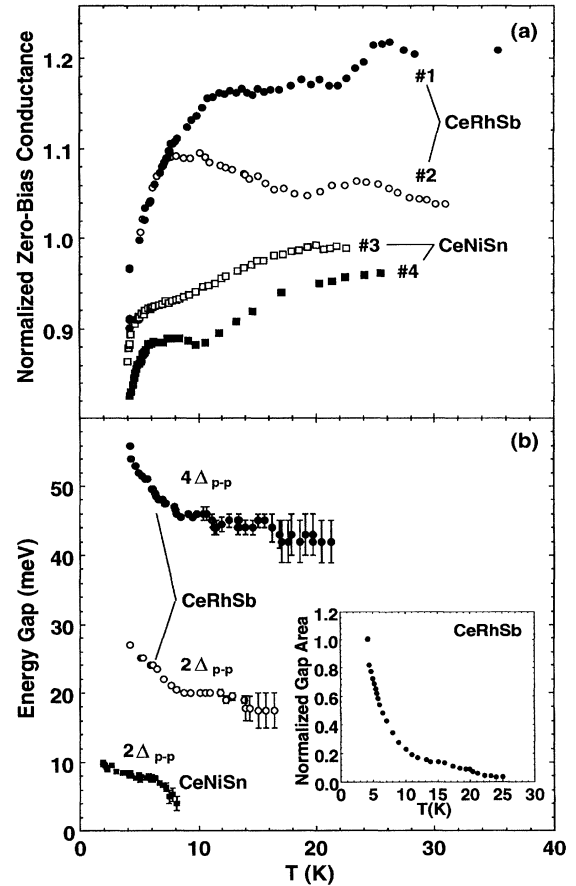 (a)
1.2
1.1
1.0
0.9
Normalized Zero-Bias Conductance
#1
CeRhSb
#2
#3
CeNiSn
#4
(b)
50
40
30
20
10
0
Energy Gap (meV)
4Δp-p
CeRhSb
2Δp-p
2Δp-p
CeNiSn
0 10 20 30 40
T (K)
CeRhSb
1.2
1.0
0.8
0.6
0.4
0.2
0.0
Normalized Gap Area
0 5 10 15 20 25 30
T(K)